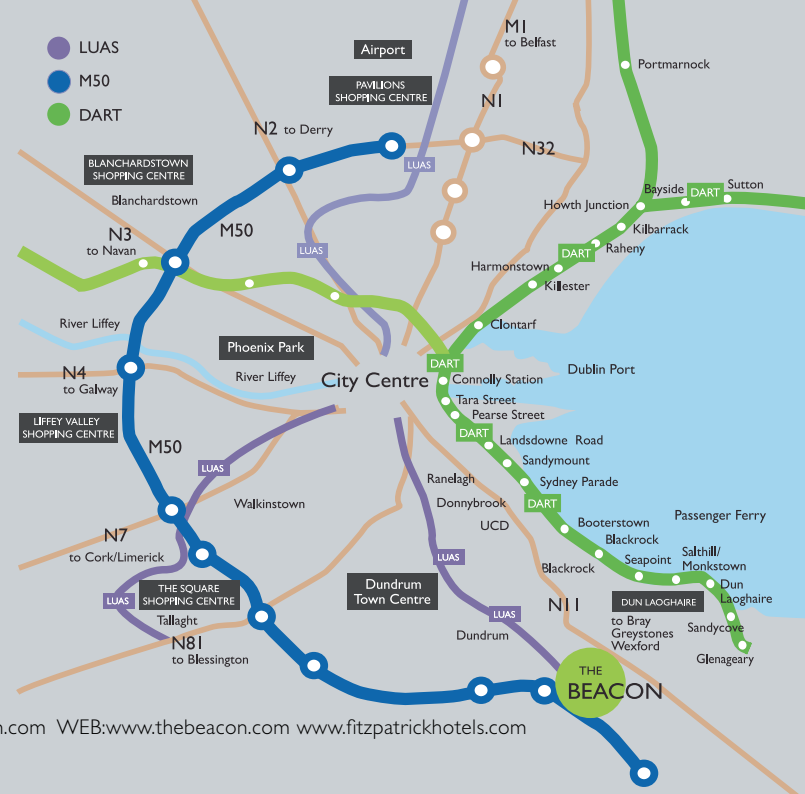 LUAS
M50
DART
Airport
PAVILIONS
SHOPPING CENTRE
M1
to Belfast
N1
N2 to Derry
N32
LUAS
Portmarnock
BLANCHARDSTOWN
SHOPPING CENTRE
Blanchardstown
Bayside
DART
Sutton
Howth Junction
Kilbarrack
N3
to Navan
M50
LUAS
DART
Raheny
Harmonstown
Killester
River Liffey
Clontarf
Phoenix Park
River Liffey
N4
to Galway
City Centre
DART
Dublin Port
Connolly Station
Tara Street
Pearse Street
LIFFEY VALLEY
SHOPPING CENTRE
DART
Landsdowne Road
M50
LUAS
Sandymount
Ranelagh
Sydney Parade
Walkinstown
Donnybrook
DART
UCD
Booterstown
Passenger Ferry
N7
to Cork/Limerick
Blackrock
LUAS
Blackrock
Seapoint
Salthill/
Monkstown
Dun
Laoghaire
THE SQUARE
SHOPPING CENTRE
Dundrum
Town Centre
LUAS
Tallaght
LUAS
N11
DUN LAOGHAIRE
to Bray
Greystones
Wexford
Sandycove
Glenageary
Dundrum
N81
to Blessington
THE
BEACON
n.com WEB:www.thebeacon.com www.fitzpatrickhotels.com